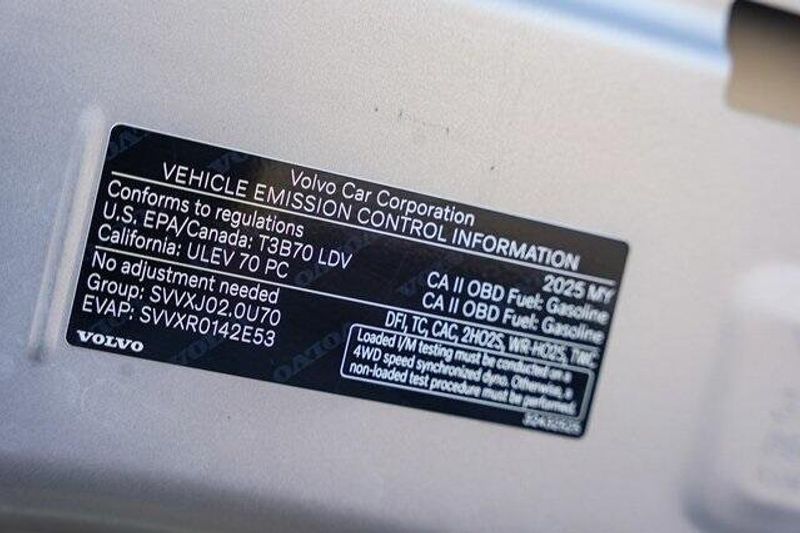 Volvo Car Corporation
VEHICLE EMISSION CONTROL INFORMATION
Conforms to regulations 2025 MY
U.S. EPA/Canada: T3B70 LDV CA II OBD Fuel: Gasoline
California: ULEV 70 PC CA II OBD Fuel: Gasoline
No adjustment needed DFI, TC, CAC, 2HO2S, WR-HO2S, TWC
Group: SVVXJ02.0U70
EVAP: SVVXR0142E53
Loaded I/M testing must be conducted on a
4WD speed synchronized dyno. Otherwise, a
non-loaded test procedure must be performed.
VOLVO